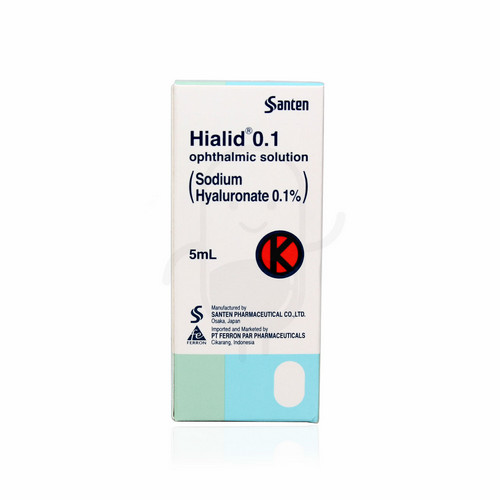 Santen
Hialid® 0.1
ophthalmic solution
(Sodium
Hyaluronate 0.1%)
5mL
K
Manufactured by
SANTEN PHARMACEUTICAL CO.,LTD.
Osaka, Japan
Imported and Marketed by
PT FERRON PAR PHARMACEUTICALS
Cikarang, Indonesia
fe
FERRON